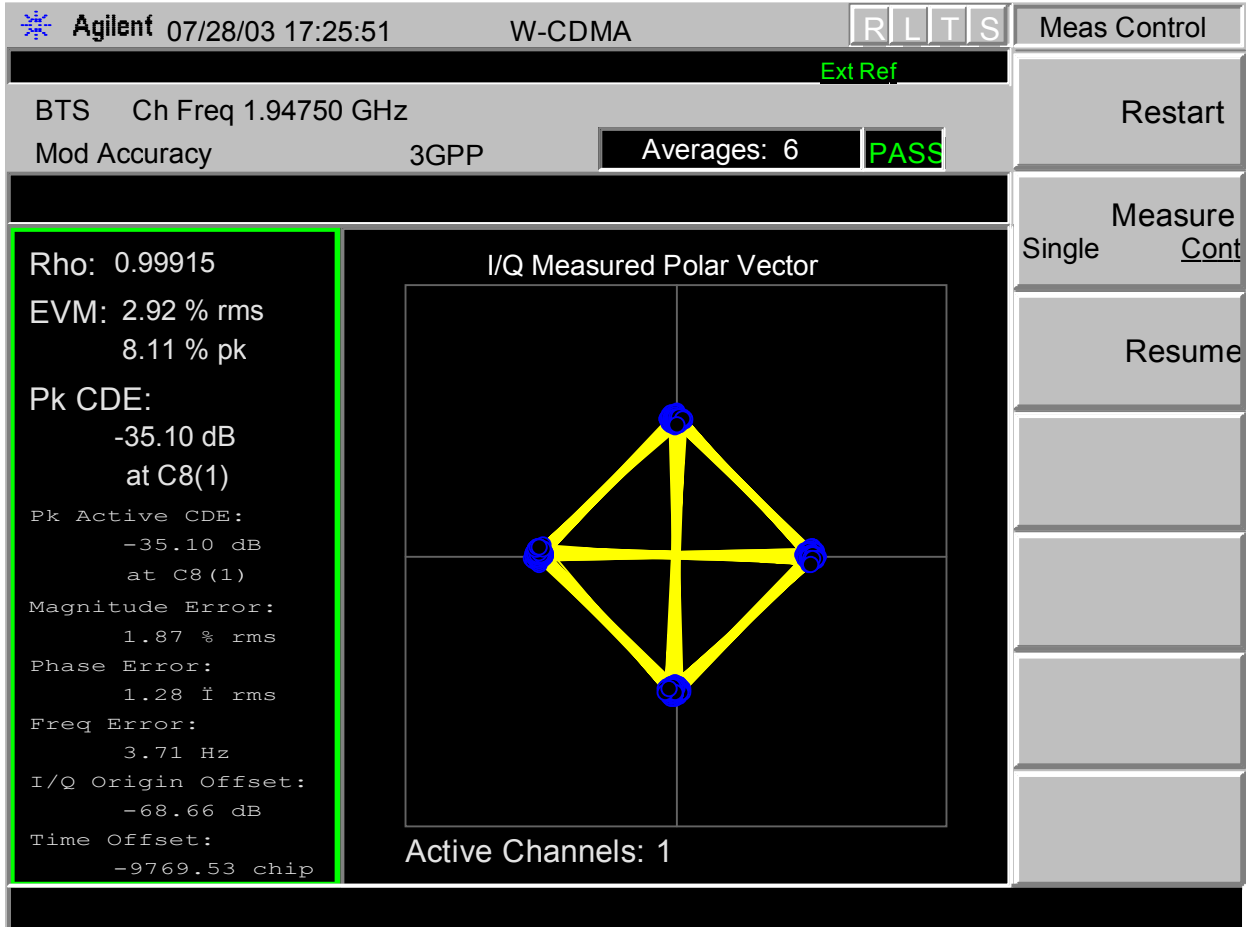 Agilent 07/28/03 17:25:51 W-CDMA R L T S
Meas Control
Ext Ref
BTS Ch Freq 1.94750 GHz
Mod Accuracy 3GPP Averages: 6 PASS
Restart
Measure
Single Cont
Resume
Rho: 0.99915
EVM: 2.92 % rms
8.11 % pk
Pk CDE:
-35.10 dB
at C8(1)
Pk Active CDE:
-35.10 dB
at C8(1)
Magnitude Error:
1.87 % rms
Phase Error:
1.28 Ï rms
Freq Error:
3.71 Hz
I/Q Origin Offset:
-68.66 dB
Time Offset:
-9769.53 chip
I/Q Measured Polar Vector
Active Channels: 1